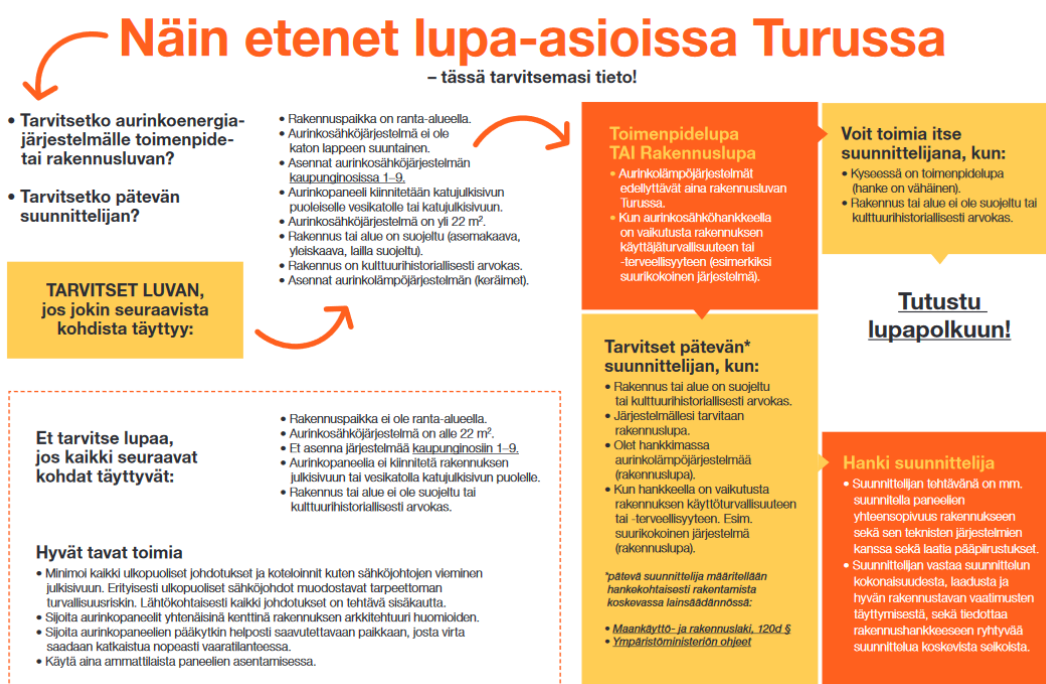 Näin etenet lupa-asioissa Turussa
– tässä tarvitsemasi tieto!
• Tarvitsetko aurinkoenergia-
järjestelmälle toimenpide-
tai rakennusluvan?
• Tarvitsetko pätevän
suunnittelijan?
TARVITSET LUVAN,
jos jokin seuraavista
kohdista täyttyy:
• Rakennuspaikka on ranta-alueella.
• Aurinkosähköjärjestelmä ei ole
katon lappeen suuntainen.
• Asennat aurinkosähköjärjestelmän
kaupunginosissa 1–9.
• Aurinkopaneeli kiinnitetään katujulkisivun
puoleiselle vesikatolle tai katujulkisivuun.
• Aurinkosähköjärjestelmä on yli 22 m².
• Rakennus tai alue on suojeltu (asemakaava,
yleiskaava, lailla suojeltu).
• Rakennus on kulttuurihistoriallisesti arvokas.
• Asennat aurinkolämpöjärjestelmän (keräimet).
Toimenpidelupa
TAI Rakennuslupa
• Aurinkolämpöjärjestelmät
edellyttävät aina rakennusluvan
Turussa.
• Kun aurinkosähköhankkeella
on vaikutusta rakennuksen
käyttäjäturvallisuuteen tai
-terveellisyyteen (esimerkiksi
suurikokoinen järjestelmä).
Voit toimia itse
suunnittelijana, kun:
• Kyseessä on toimenpidelupa
(hanke on vähäinen).
• Rakennus tai alue ei ole suojeltu tai
kulttuurihistoriallisesti arvokas.
Tutustu
lupapolkuun!
Tarvitset pätevän*
suunnittelijan, kun:
• Rakennus tai alue on suojeltu
tai kulttuurihistoriallisesti arvokas.
• Järjestelmällesi tarvitaan
rakennuslupa.
• Olet hankkimassa
aurinkolämpöjärjestelmää
(rakennuslupa).
• Kun hankkeella on vaikutusta
rakennuksen käyttöturvallisuuteen
tai -terveellisyyteen. Esim.
suurikokoinen järjestelmä
(rakennuslupa).
*pätevä suunnittelija määritellään
hankekohtaisesti rakentamista
koskevassa lainsäädännössä:
• Maankäyttö- ja rakennuslaki, 120d §
• Ympäristöministeriön ohjeet
Hanki suunnittelija
• Suunnittelijan tehtävänä on mm.
suunnitella paneelien
yhteensopivuus rakennukseen
sekä sen teknisten järjestelmien
kanssa sekä laatia pääpiirustukset.
• Suunnittelijan vastaa suunnittelun
kokonaisuudesta, laadusta ja
hyvän rakennustavan vaatimusten
täyttymisestä, sekä tiedottaa
rakennushankkeeseen ryhtyvää
suunnittelua koskevista seikoista.
Et tarvitse lupaa,
jos kaikki seuraavat
kohdat täyttyvät:
• Rakennuspaikka ei ole ranta-alueella.
• Aurinkosähköjärjestelmä on alle 22 m².
• Et asenna järjestelmää kaupunginosiin 1–9.
• Aurinkopaneelia ei kiinnitetä rakennuksen
julkisivuun tai vesikatolla katujulkisivun puolelle.
• Rakennus tai alue ei ole suojeltu tai
kulttuurihistoriallisesti arvokas.
Hyvät tavat toimia
• Minimoi kaikki ulkopuoliset johdotukset ja koteloinnit kuten sähköjohtojen vieminen
julkisivuun. Erityisesti ulkopuoliset sähköjohdot muodostavat tarpeettoman
turvallisuusriskin. Lähtökohtaisesti kaikki johdotukset on tehtävä sisäkautta.
• Sijoita aurinkopaneelit yhtenäisinä kenttinä rakennuksen arkkitehtuuri huomioiden.
• Sijoita aurinkopaneelien pääkytkin helposti saavutettavaan paikkaan, josta virta
saadaan katkaistua nopeasti vaaratilanteessa.
• Käytä aina ammattilaista paneelien asentamisessa.